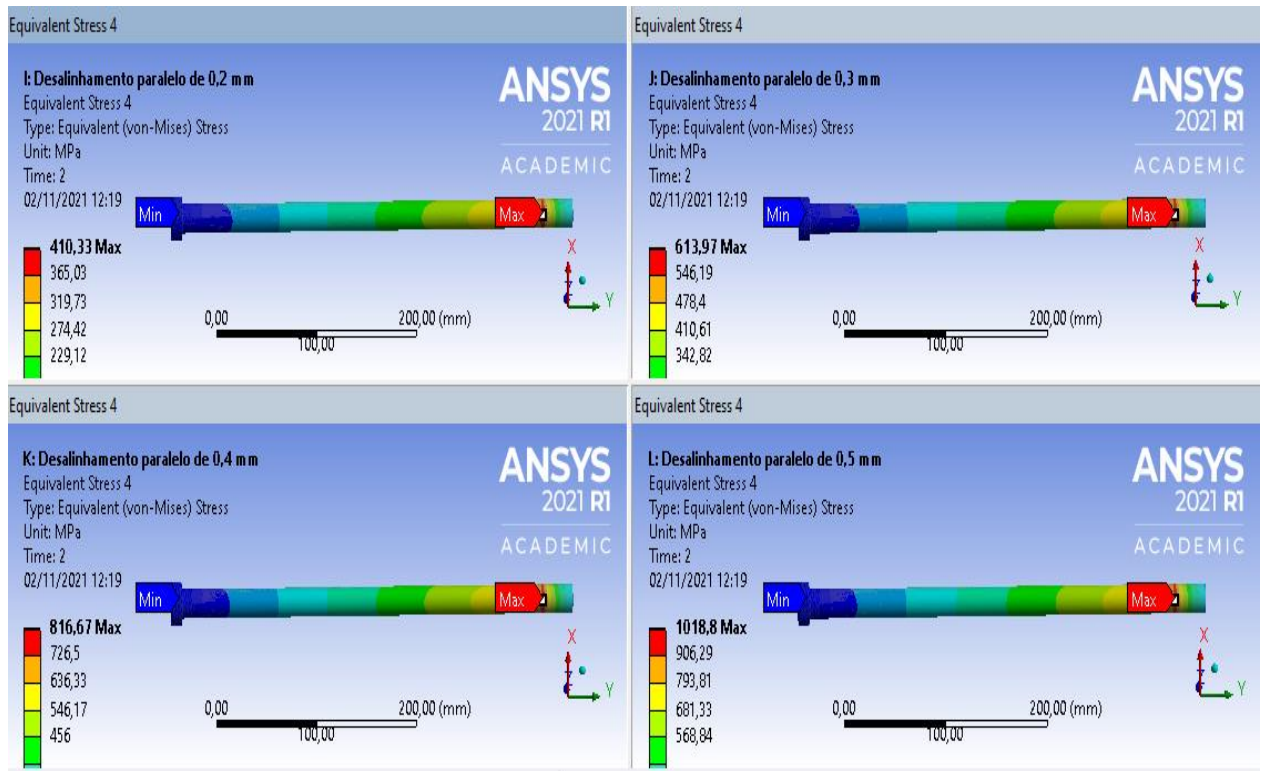 Equivalent Stress 4
I: Desalinhamento paralelo de 0,2 mm
Equivalent Stress 4
Type: Equivalent (von-Mises) Stress
Unit: MPa
Time: 2
02/11/2021 12:19
ANSYS
2021 R1
ACADEMIC
Min
Max
410,33 Max
365,03
319,73
274,42
229,12
0,00
200,00 (mm)
100,00
X
Y
Equivalent Stress 4
J: Desalinhamento paralelo de 0,3 mm
Equivalent Stress 4
Type: Equivalent (von-Mises) Stress
Unit: MPa
Time: 2
02/11/2021 12:19
ANSYS
2021 R1
ACADEMIC
Min
Max
613,97 Max
546,19
478,4
410,61
342,82
0,00
200,00 (mm)
100,00
X
Y
Equivalent Stress 4
K: Desalinhamento paralelo de 0,4 mm
Equivalent Stress 4
Type: Equivalent (von-Mises) Stress
Unit: MPa
Time: 2
02/11/2021 12:19
ANSYS
2021 R1
ACADEMIC
Min
Max
816,67 Max
726,5
636,33
546,17
456
0,00
200,00 (mm)
100,00
X
Y
Equivalent Stress 4
L: Desalinhamento paralelo de 0,5 mm
Equivalent Stress 4
Type: Equivalent (von-Mises) Stress
Unit: MPa
Time: 2
02/11/2021 12:19
ANSYS
2021 R1
ACADEMIC
Min
Max
1018,8 Max
906,29
793,81
681,33
568,84
0,00
200,00 (mm)
100,00
X
Y